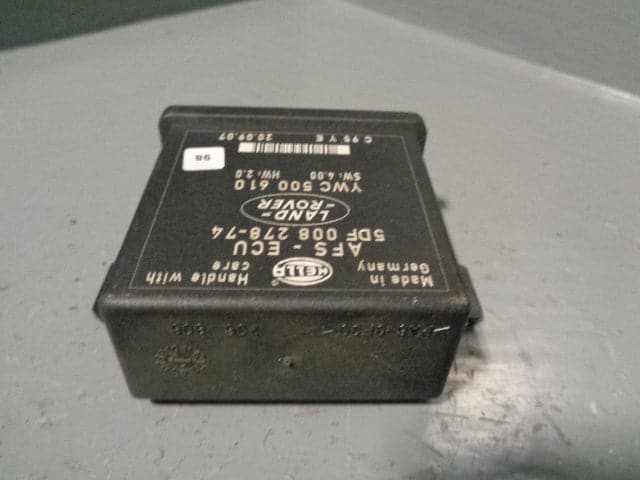 Made in
Germany
HELLA
®
Handle with
care
AFS - ECU
5DF 008 278-74
LAND-
-ROVER
YWC 500 610
SW: 4.00 HW: 2.0
C 95 Y E 20.09.07
98